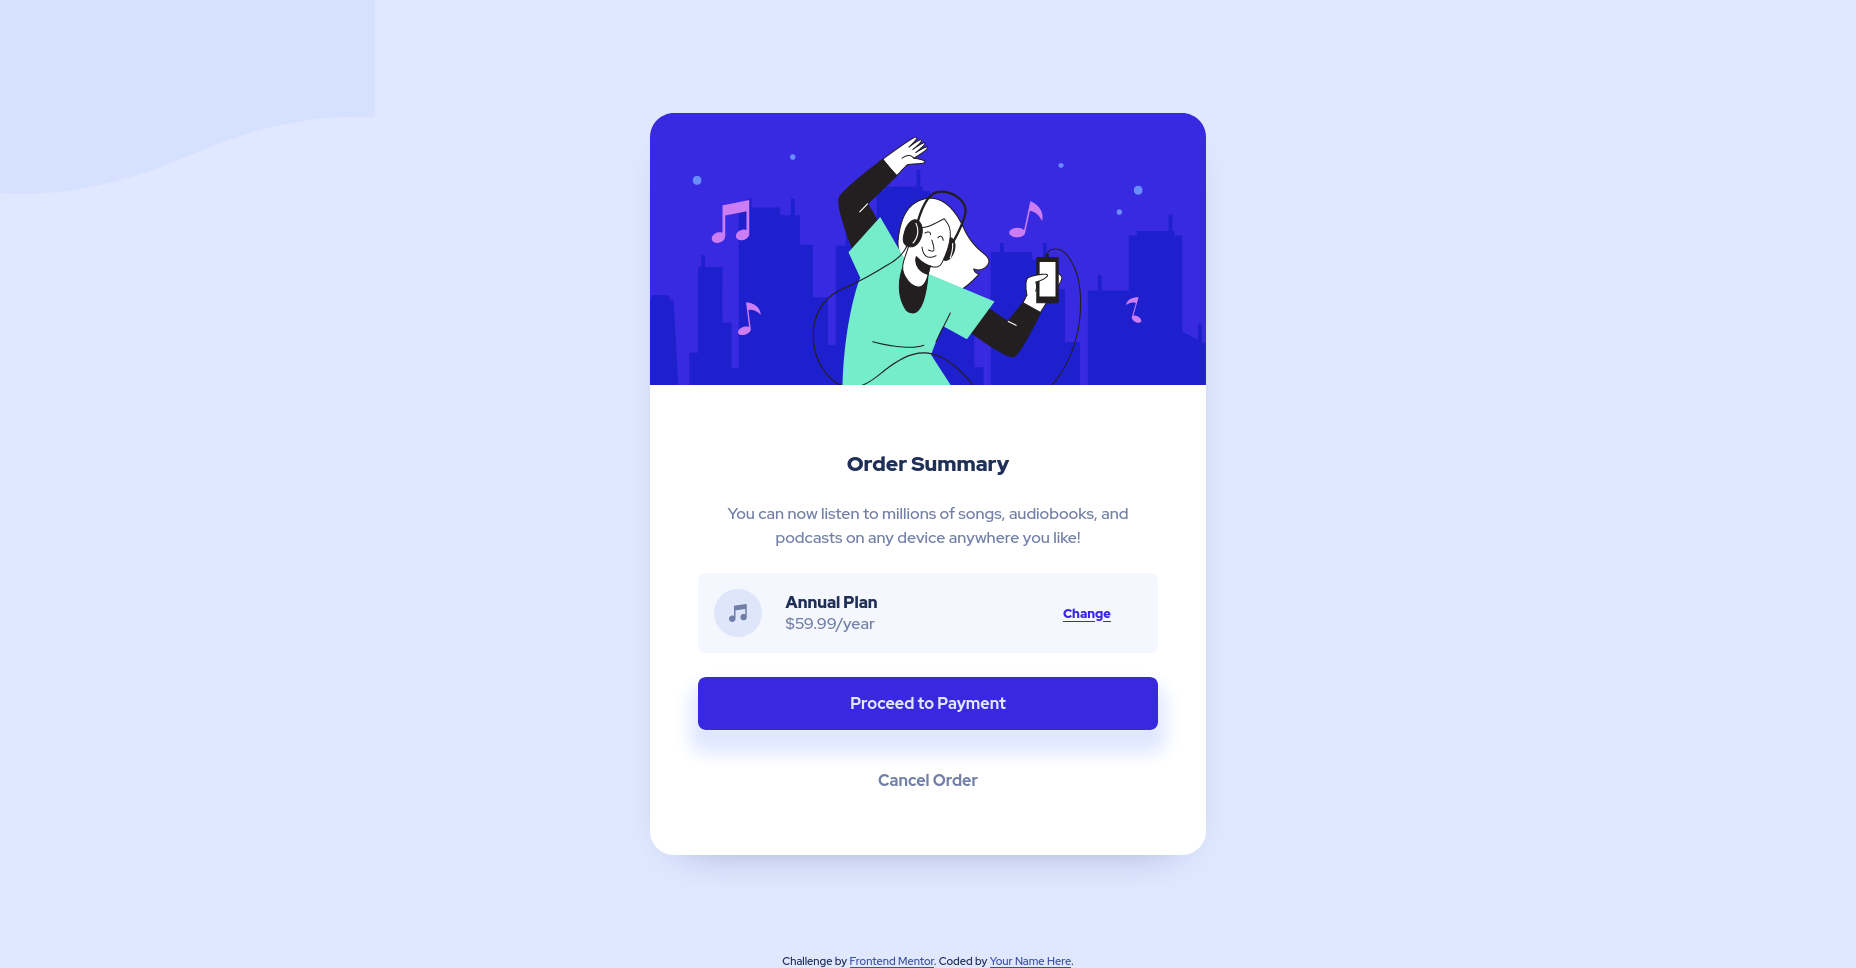 Order Summary
You can now listen to millions of songs, audiobooks, and
podcasts on any device anywhere you like!
Annual Plan
$59.99/year
Change
Proceed to Payment
Cancel Order
Challenge by Frontend Mentor. Coded by Your Name Here.